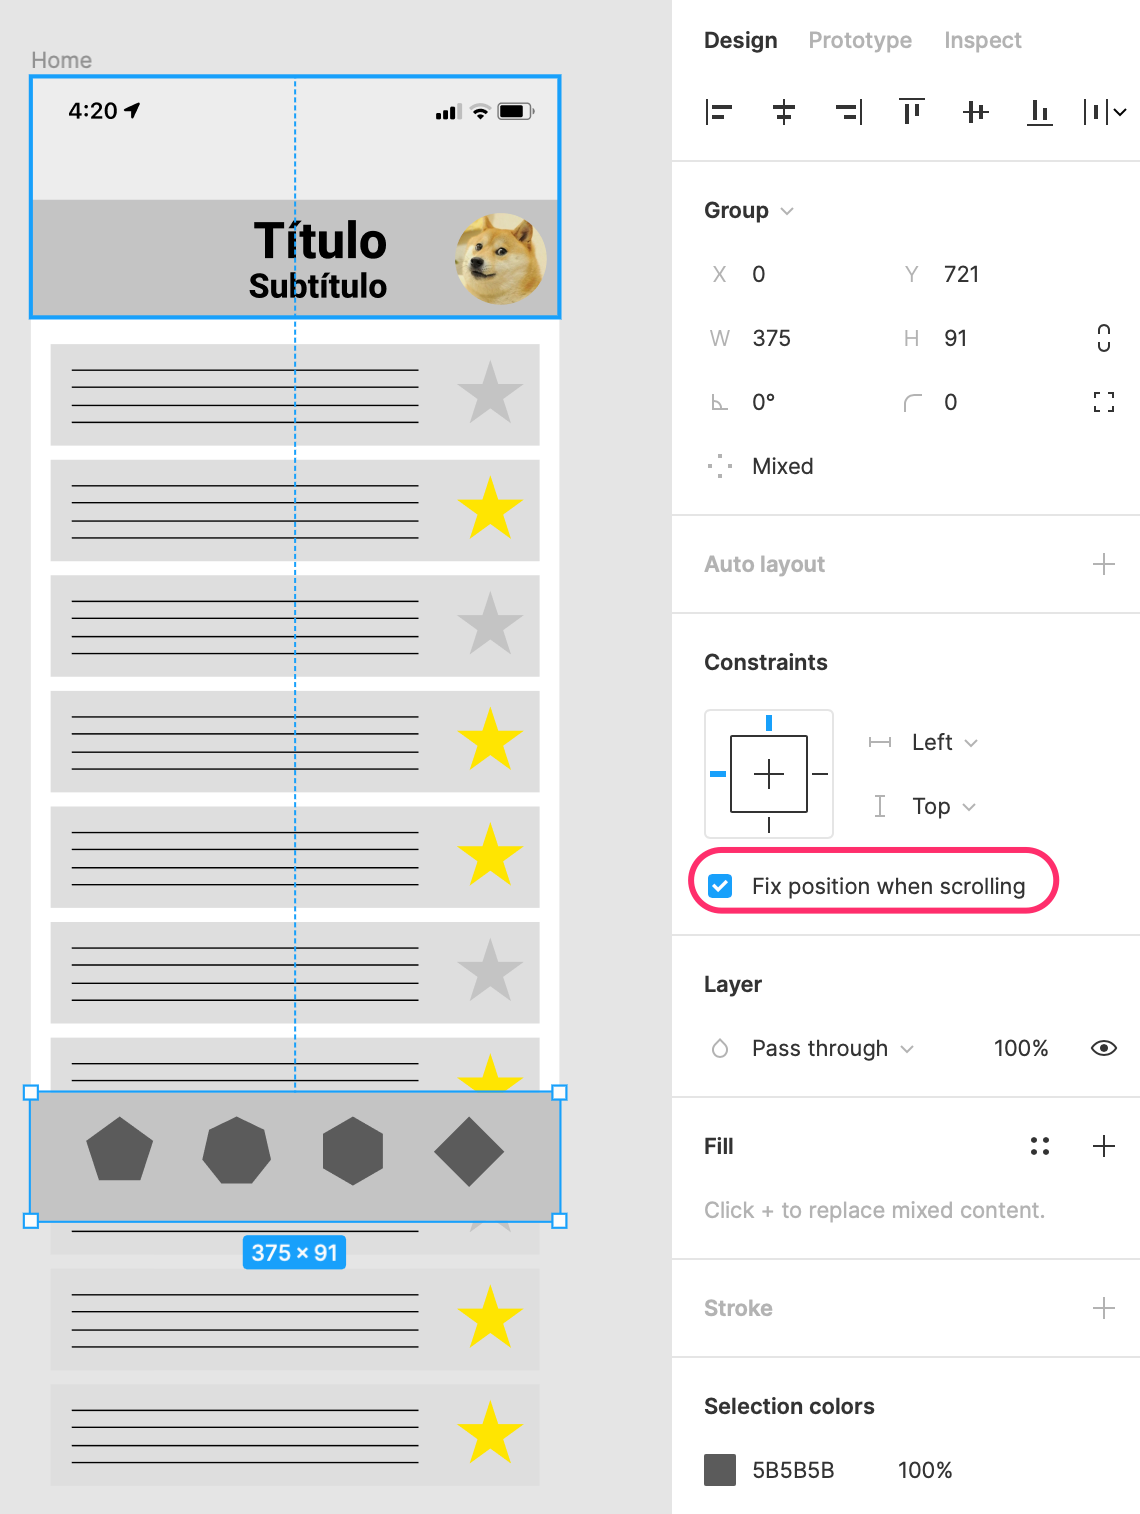 Home
4:20
Título
Subtítulo
375 × 91
Design Prototype Inspect
Group
X 0 Y 721
W 375 H 91
0° 0
Mixed
Auto layout
Constraints
Left
Top
Fix position when scrolling
Layer
Pass through 100%
Fill
Click + to replace mixed content.
Stroke
Selection colors
5B5B5B 100%